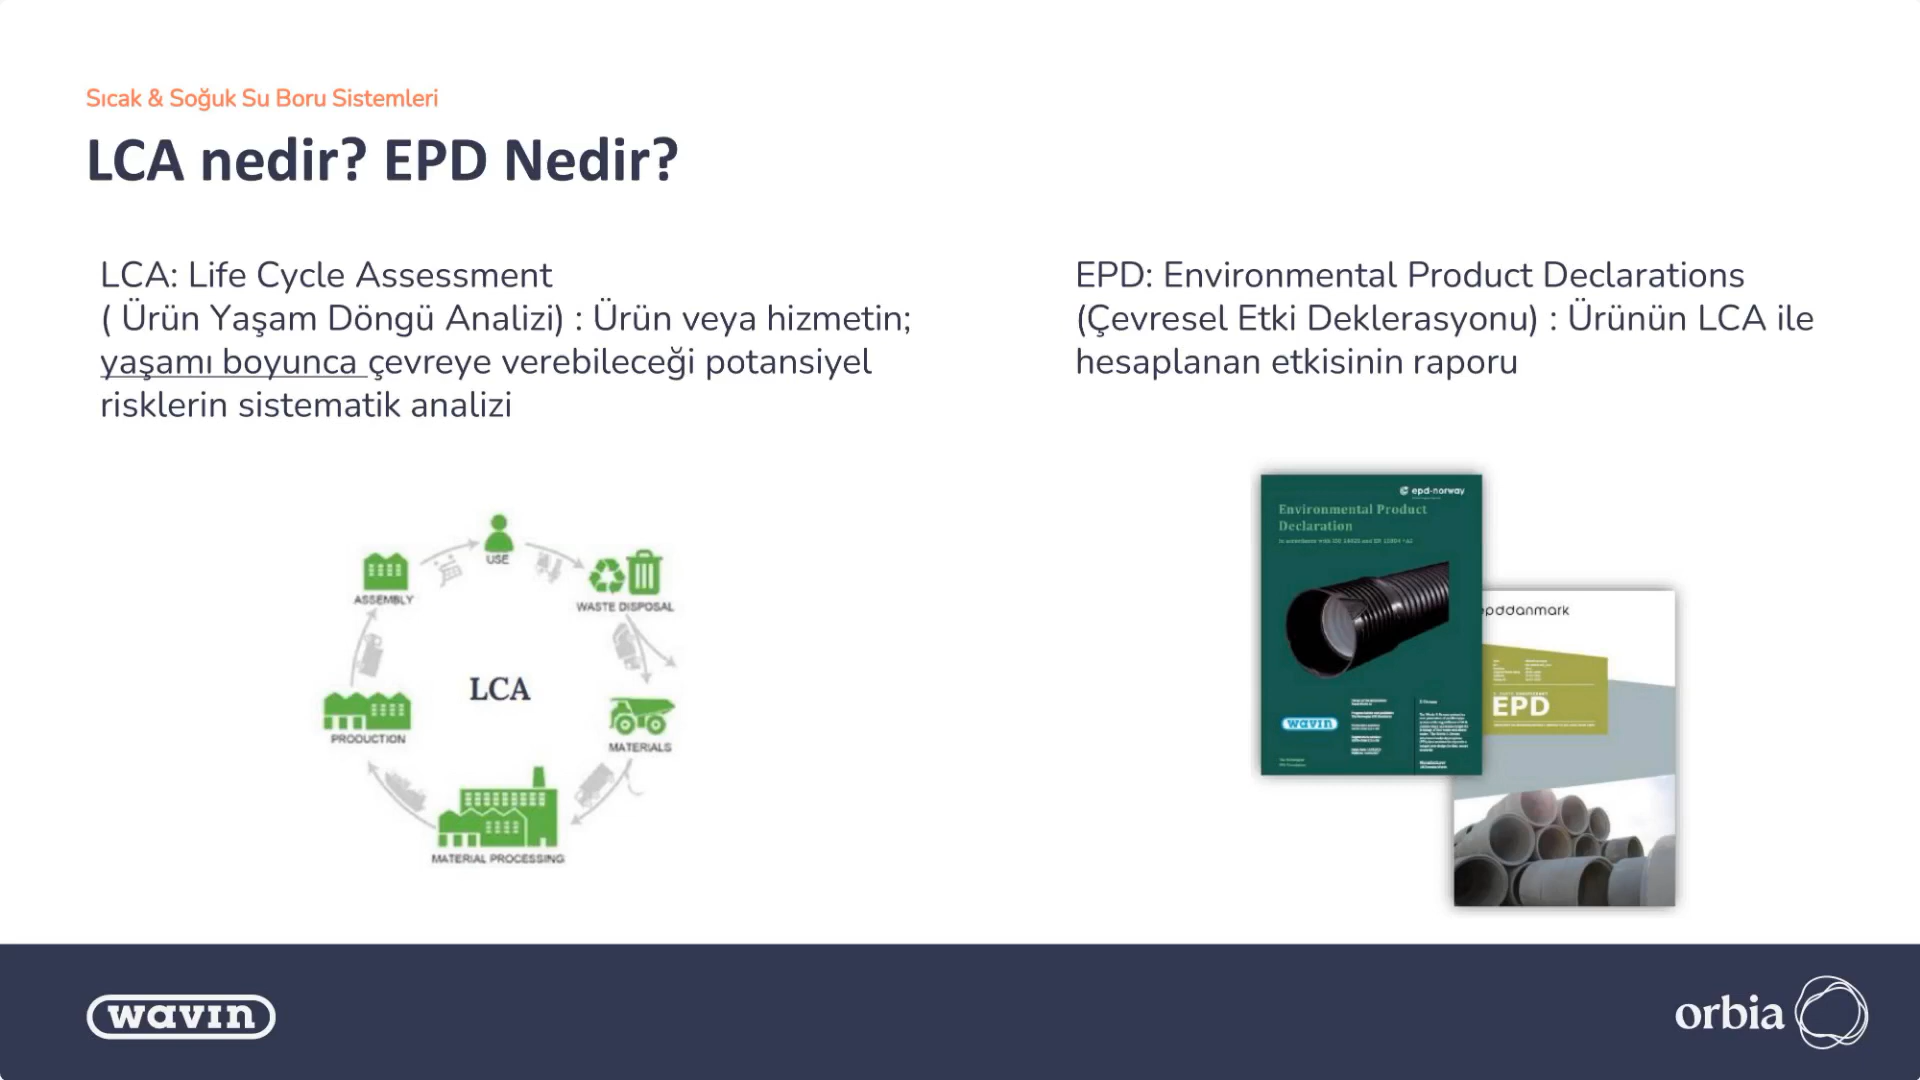 Sıcak & Soğuk Su Boru Sistemleri
LCA nedir? EPD Nedir?
LCA: Life Cycle Assessment
( Ürün Yaşam Döngü Analizi) : Ürün veya hizmetin;
yaşamı boyunca çevreye verebileceği potansiyel
risklerin sistematik analizi
EPD: Environmental Product Declarations
(Çevresel Etki Deklerasyonu) : Ürünün LCA ile
hesaplanan etkisinin raporu
USE
ASSEMBLY
WASTE DISPOSAL
LCA
PRODUCTION
MATERIALS
MATERIAL PROCESSING
epd-norway
Environmental Product
Declaration
wavin
pddanmark
EPD
wavin
orbia